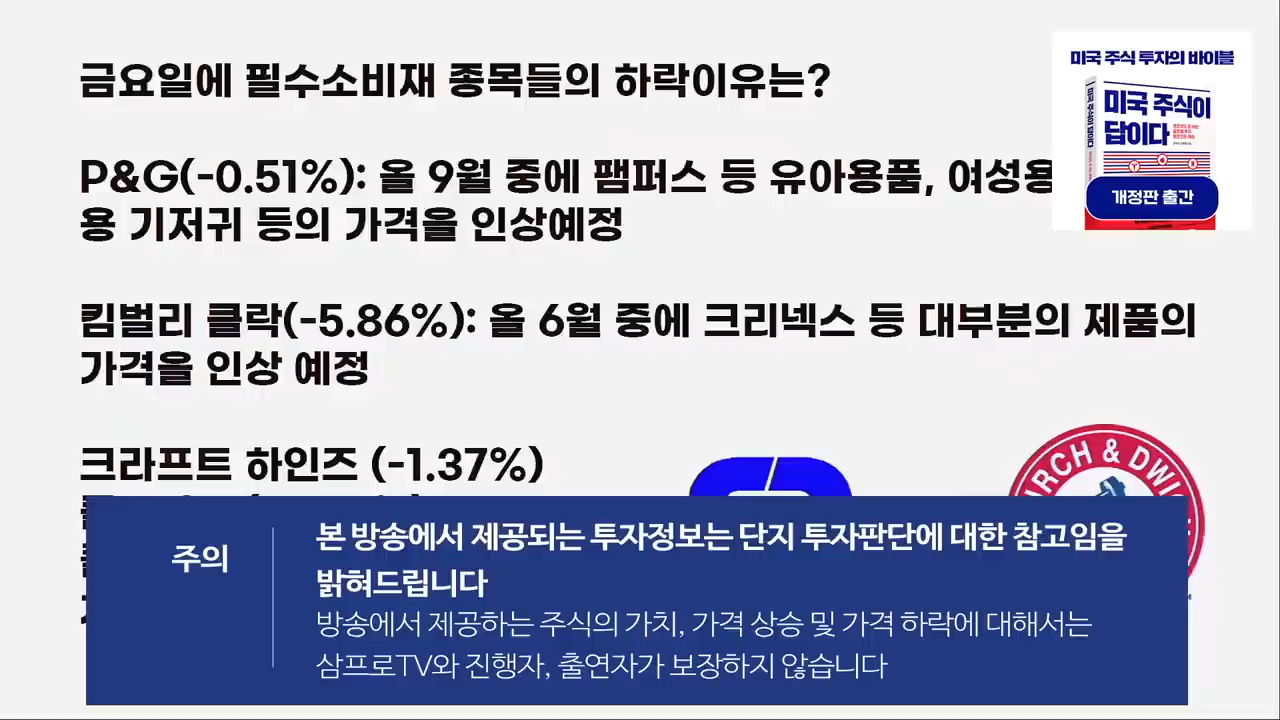 금요일에 필수소비재 종목들의 하락이유는?
미국 주식 투자의 바이블
미국 주식이
답이다
개정판 출간
P&G(-0.51%): 올 9월 중에 팸퍼스 등 유아용품, 여성용
용 기저귀 등의 가격을 인상예정
킴벌리 클락(-5.86%): 올 6월 중에 크리넥스 등 대부분의 제품의
가격을 인상 예정
크라프트 하인즈 (-1.37%)
RCH & DWI
주의
본 방송에서 제공되는 투자정보는 단지 투자판단에 대한 참고임을
밝혀드립니다
방송에서 제공하는 주식의 가치, 가격 상승 및 가격 하락에 대해서는
삼프로TV와 진행자, 출연자가 보장하지 않습니다